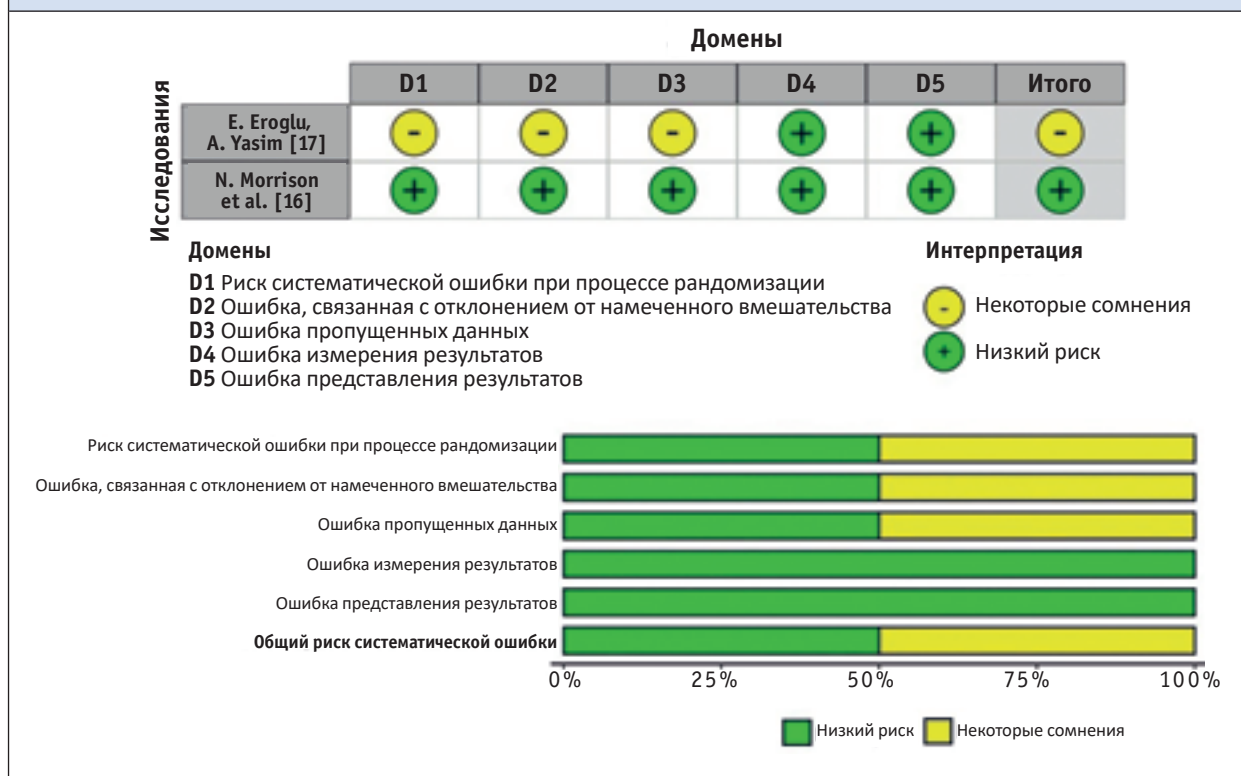 Домены
Исследования
D1 D2 D3 D4 D5 Итого
E. Eroglu,
A. Yasim [17]
- - - + + -
N. Morrison
et al. [16]
+ + + + + +
Домены
D1 Риск систематической ошибки при процессе рандомизации
D2 Ошибка, связанная с отклонением от намеченного вмешательства
D3 Ошибка пропущенных данных
D4 Ошибка измерения результатов
D5 Ошибка представления результатов
Интерпретация
- Некоторые сомнения
+ Низкий риск
Риск систематической ошибки при процессе рандомизации
Ошибка, связанная с отклонением от намеченного вмешательства
Ошибка пропущенных данных
Ошибка измерения результатов
Ошибка представления результатов
Общий риск систематической ошибки
0% 25% 50% 75% 100%
Низкий риск Некоторые сомнения